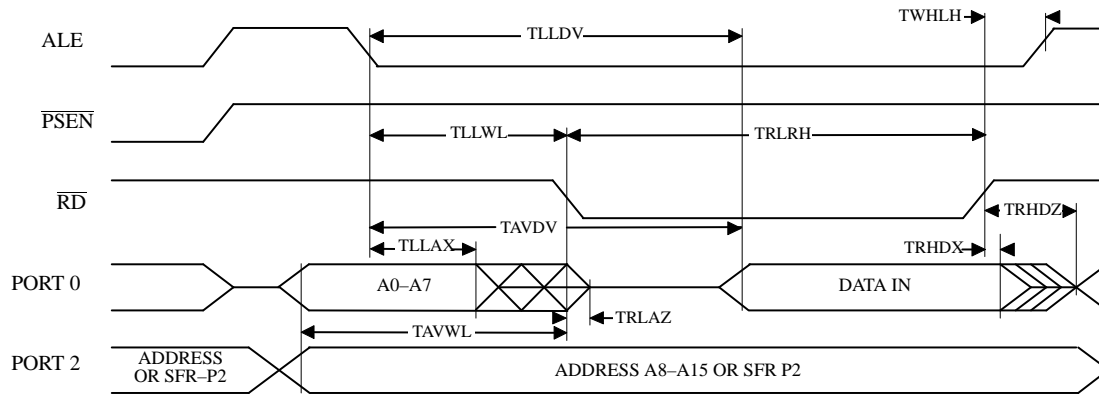 TWHLH
ALE
TLLDV
PSEN
TLLWL
TRLRH
RD
TAVDV
TRHDZ
TLLAX
TRHDX
PORT 0
A0–A7
DATA IN
TRLAZ
TAVWL
PORT 2
ADDRESS
OR SFR–P2
ADDRESS A8–A15 OR SFR P2